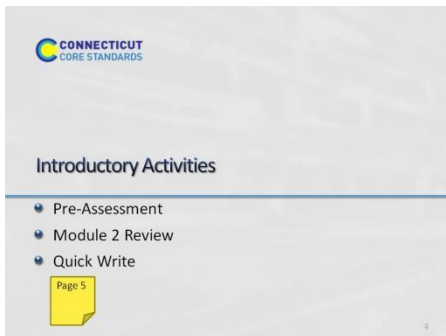 CONNECTICUT
CORE STANDARDS
Introductory Activities
Pre-Assessment
Module 2 Review
Quick Write
Page 5
4